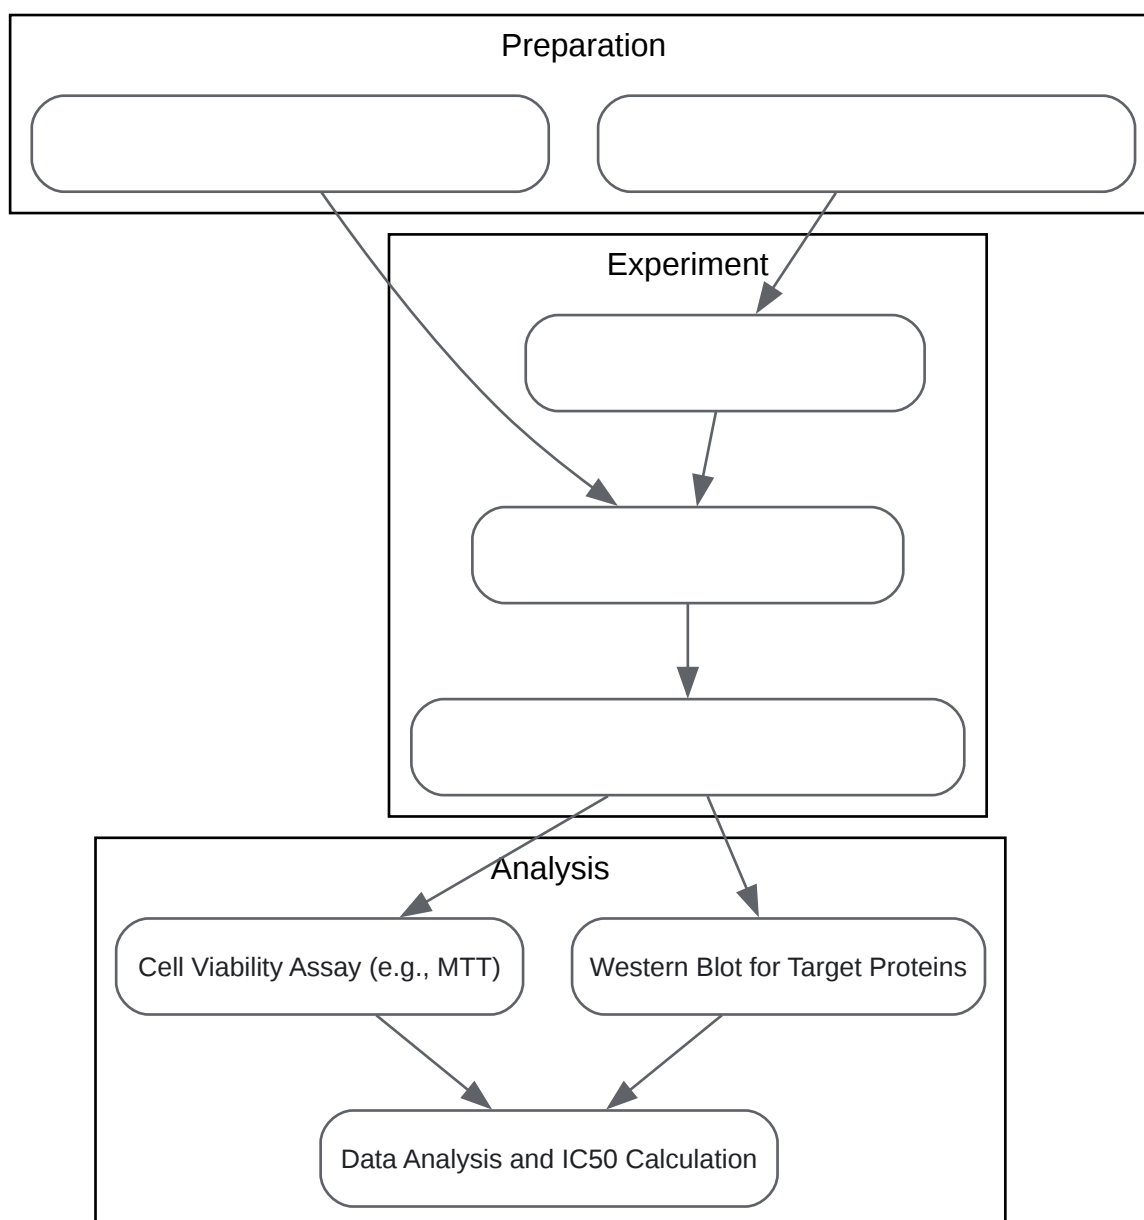 Preparation
Experiment
Analysis
Cell Viability Assay (e.g., MTT)
Western Blot for Target Proteins
Data Analysis and IC50 Calculation